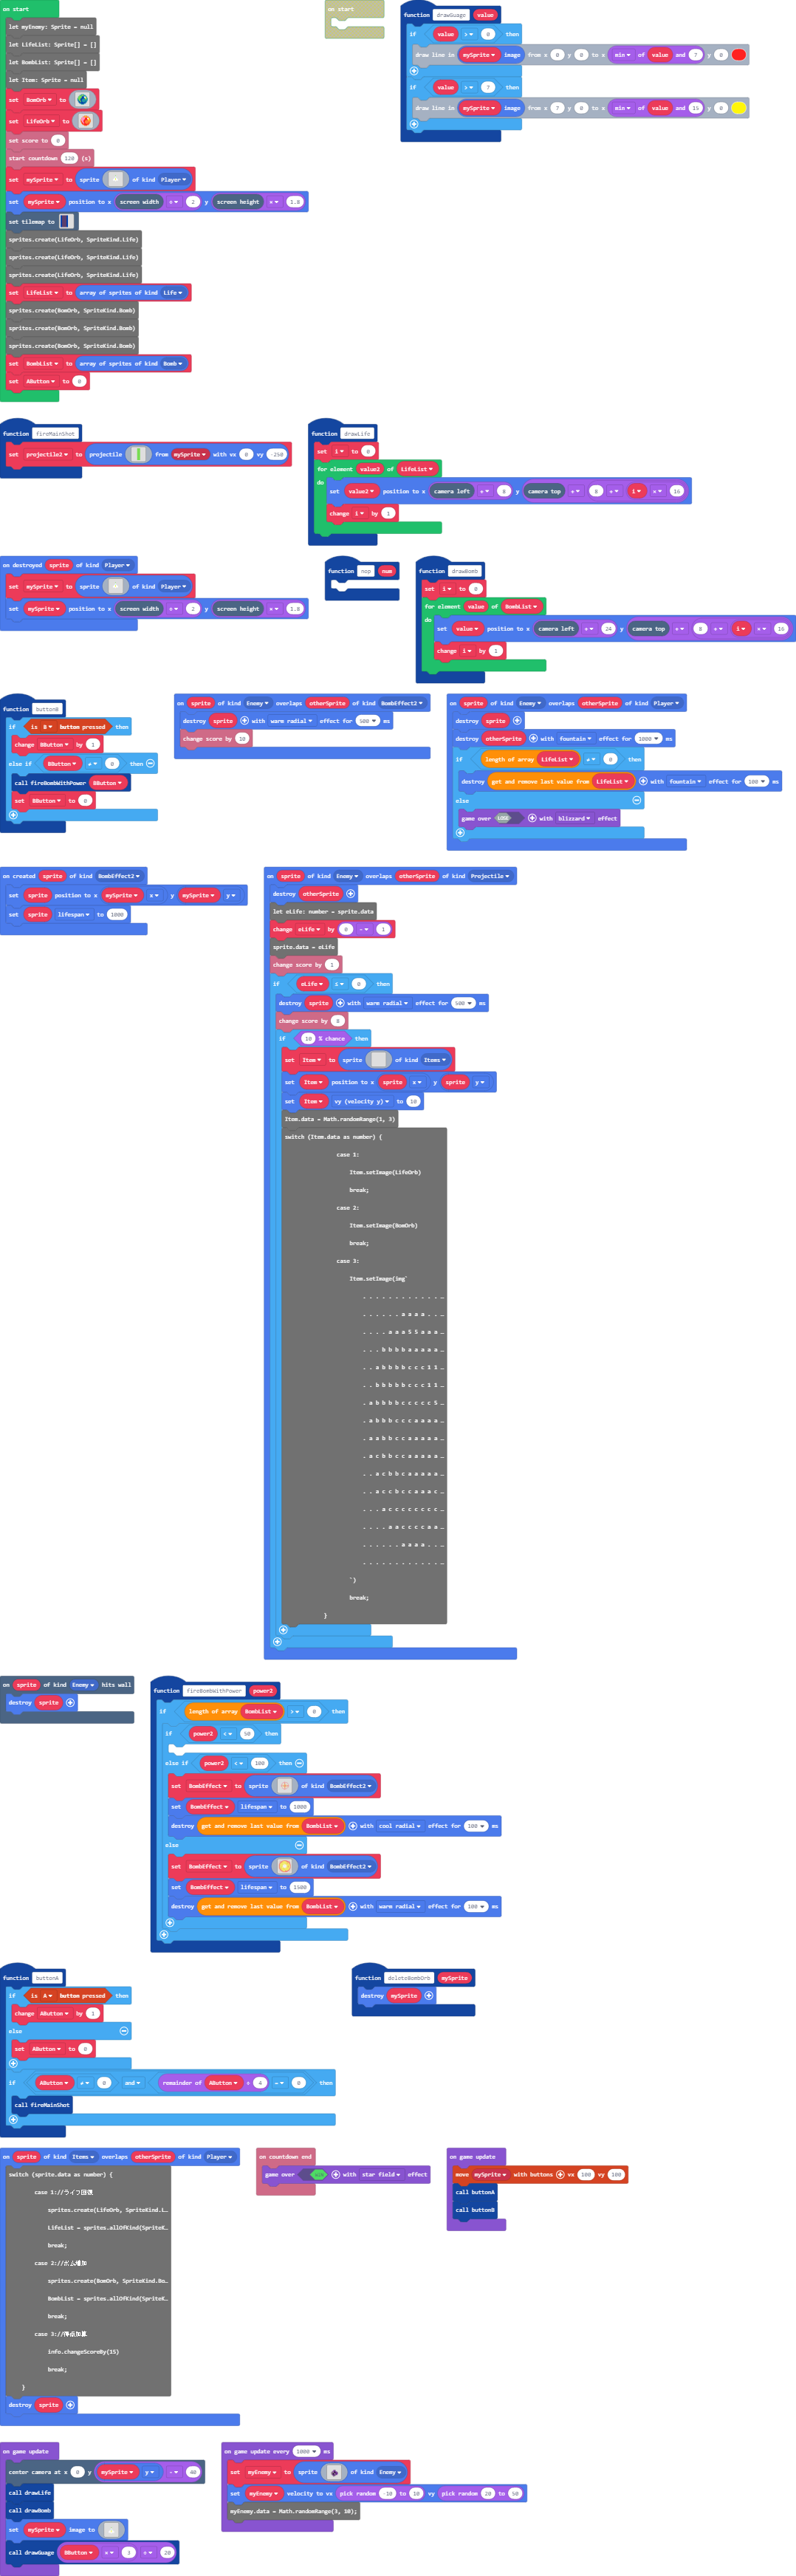 on start
let myEnemy: Sprite = null
let LifeList: Sprite[] = []
let BombList: Sprite[] = []
let Item: Sprite = null
set BomOrb to
set LifeOrb to
set score to 0
start countdown 120 (s)
set mySprite to sprite of kind Player
set mySprite position to x screen width ÷ 2 y screen height ÷ 1.8
set tilemap to
sprites.create(LifeOrb, SpriteKind.Life)
sprites.create(LifeOrb, SpriteKind.Life)
sprites.create(LifeOrb, SpriteKind.Life)
set LifeList to array of sprites of kind Life
sprites.create(BomOrb, SpriteKind.Bomb)
sprites.create(BomOrb, SpriteKind.Bomb)
sprites.create(BomOrb, SpriteKind.Bomb)
set BombList to array of sprites of kind Bomb
set AButton to 0
on start
function drawGuage value
if value > 0 then
draw line in mySprite image from x 0 y 0 to x min of value and 7 y 0
if value > 7 then
draw line in mySprite image from x 7 y 0 to x min of value and 15 y 0
function fireMainShot
set projectile2 to projectile from mySprite with vx 0 vy -250
function drawLife
set i to 0
for element value2 of LifeList
do
set value2 position to x camera left + 8 y camera top + 8 + i × 16
change i by 1
on destroyed sprite of kind Player
set mySprite to sprite of kind Player
set mySprite position to x screen width ÷ 2 y screen height ÷ 1.8
function nop num
function drawBomb
set i to 0
for element value of BombList
do
set value position to x camera left + 24 y camera top + 8 + i × 16
change i by 1
function buttonB
if is B button pressed then
change BButton by 1
else if BButton ≠ 0 then
call fireBombWithPower BButton
set BButton to 0
on sprite of kind Enemy overlaps otherSprite of kind BombEffect2
destroy sprite with warm radial effect for 500 ms
change score by 10
on sprite of kind Enemy overlaps otherSprite of kind Player
destroy sprite
destroy otherSprite with fountain effect for 1000 ms
if length of array LifeList ≠ 0 then
destroy get and remove last value from LifeList with fountain effect for 100 ms
else
game over LOSE with blizzard effect
on created sprite of kind BombEffect2
set sprite position to x mySprite x y mySprite y
set sprite lifespan to 1000
on sprite of kind Enemy overlaps otherSprite of kind Projectile
destroy otherSprite
let eLife: number = sprite.data
change eLife by 0 - 1
sprite.data = eLife
change score by 1
if eLife ≤ 0 then
destroy sprite with warm radial effect for 500 ms
change score by 8
if 10 % chance then
set Item to sprite of kind Items
set Item position to x sprite x y sprite y
set Item vy (velocity y) to 10
Item.data = Math.randomRange(1, 3)
switch (Item.data as number) {
case 1:
Item.setImage(LifeOrb)
break;
case 2:
Item.setImage(BomOrb)
break;
case 3:
Item.setImage(img`
. . . . . . . . . . . . …
. . . . . . a a a a . . …
. . . . a a a 5 5 a a a …
. . . b b b b a a a a a …
. . a b b b b c c c 1 1 …
. . b b b b b c c c 1 1 …
. a b b b b c c c c c 5 …
. a b b b c c c a a a a …
. a a b b c a a a a a a …
. a c b b c a a a a a a …
. . a c b b c a a a a a …
. . a c c b c c a a a c …
. . . a c c c c c c c c …
. . . . a a c c c c a a …
. . . . . . a a a a . . …
. . . . . . . . . . . . …
`)
break;
}
on sprite of kind Enemy hits wall
destroy sprite
function fireBombWithPower power2
if length of array BombList > 0 then
if power2 < 50 then
else if power2 < 100 then
set BombEffect to sprite of kind BombEffect2
set BombEffect lifespan to 1000
destroy get and remove last value from BombList with cool radial effect for 100 ms
else
set BombEffect to sprite of kind BombEffect2
set BombEffect lifespan to 1500
destroy get and remove last value from BombList with warm radial effect for 100 ms
function buttonA
if is A button pressed then
change AButton by 1
else
set AButton to 0
if AButton ≠ 0 and remainder of AButton ÷ 4 = 0 then
call fireMainShot
function deleteBombOrb mySprite
destroy mySprite
on sprite of kind Items overlaps otherSprite of kind Player
switch (sprite.data as number) {
case 1://ライフ回復
sprites.create(LifeOrb, SpriteKind.L…
LifeList = sprites.allOfKind(SpriteK…
break;
case 2://ボム増加
sprites.create(BomOrb, SpriteKind.Bo…
BombList = sprites.allOfKind(SpriteK…
break;
case 3://得点加算
info.changeScoreBy(15)
break;
}
destroy sprite
on countdown end
game over WIN with star field effect
on game update
move mySprite with buttons vx 100 vy 100
call buttonA
call buttonB
on game update
center camera at x 0 y mySprite y - 40
call drawLife
call drawBomb
set mySprite image to
call drawGuage BButton × 3 ÷ 20
on game update every 1000 ms
set myEnemy to sprite of kind Enemy
set myEnemy velocity to vx pick random -10 to 10 vy pick random 20 to 50
myEnemy.data = Math.randomRange(3, 10);